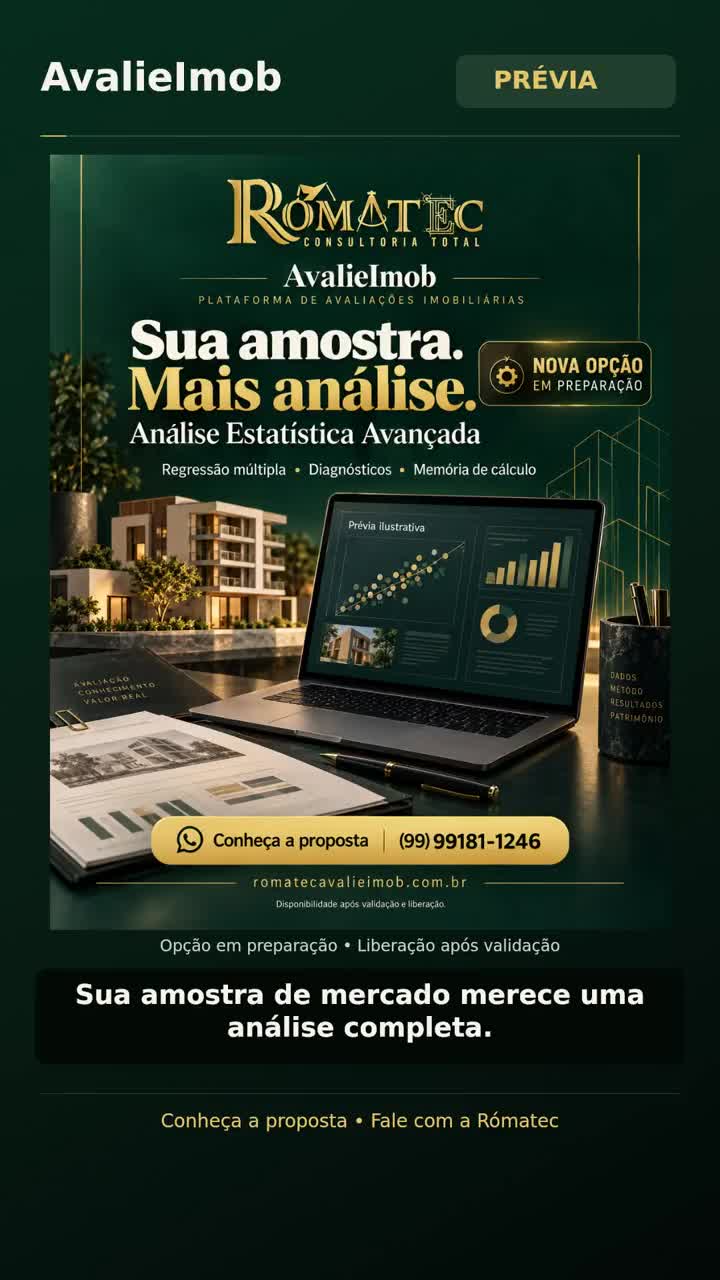 AvalieImob
PRÉVIA
RÓMATEC
CONSULTORIA TOTAL
AvalieImob
PLATAFORMA DE AVALIAÇÕES IMOBILIÁRIAS
Sua amostra.
Mais análise.
NOVA OPÇÃO
EM PREPARAÇÃO
Análise Estatística Avançada
Regressão múltipla • Diagnósticos • Memória de cálculo
Prévia ilustrativa
AVALIAÇÃO
CONHECIMENTO
VALOR REAL
DADOS
MÉTODO
RESULTADOS
PATRIMÔNIO
Conheça a proposta
(99) 99181-1246
romatecavalieimob.com.br
Disponibilidade após validação e liberação.
Opção em preparação • Liberação após validação
Sua amostra de mercado merece uma
análise completa.
Conheça a proposta • Fale com a Rómatec